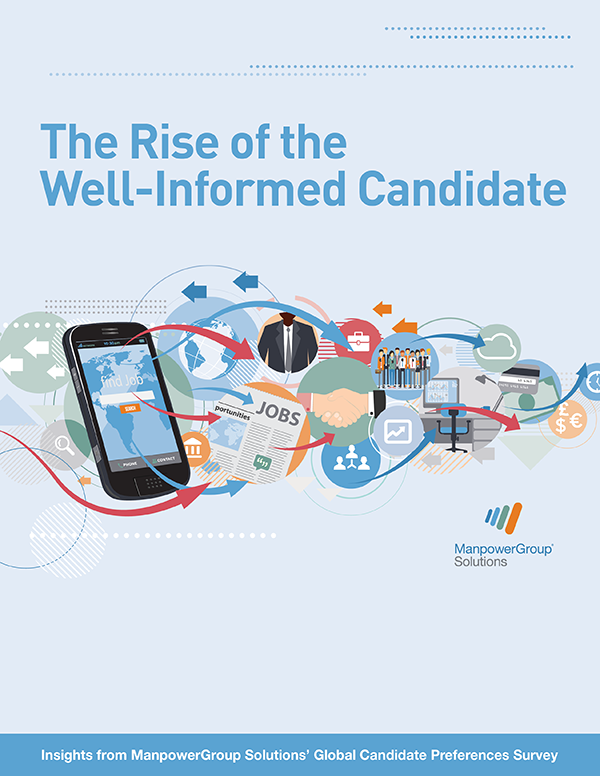 The Rise of the
Well-Informed Candidate
find Job
SEARCH
PHONE
CONTACT
portunities
JOBS
£
$€
ManpowerGroup®
Solutions
Insights from ManpowerGroup Solutions' Global Candidate Preferences Survey